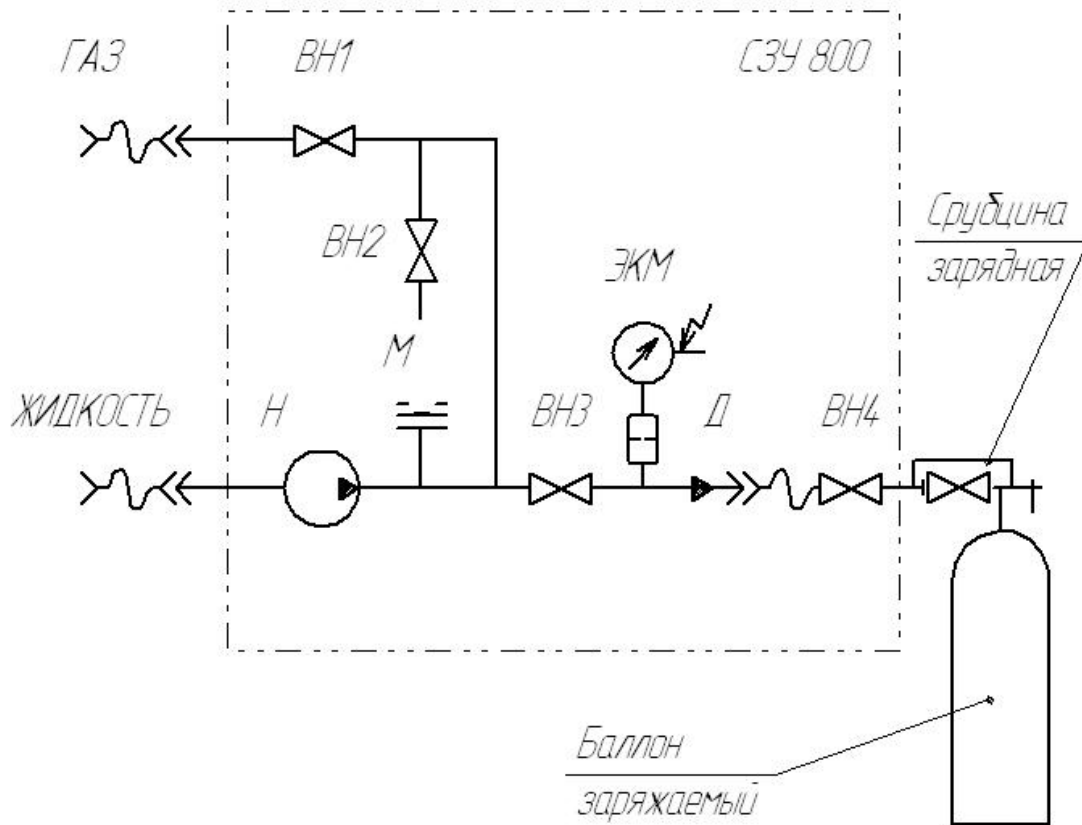 ГАЗ
ВН1
СЗУ 800
Срубцина
зарядная
ВН2
ЭКМ
М
ЖИДКОСТЬ
Н
ВН3
Д
ВН4
Баллон
заряжаемый